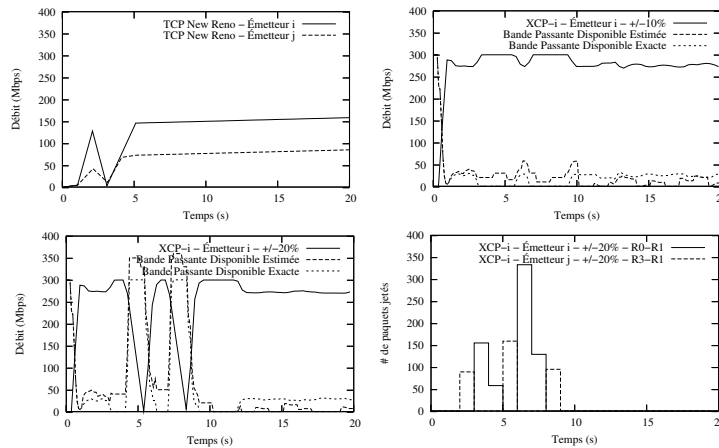 TCP New Reno – Émetteur i
TCP New Reno – Émetteur j
400
350
300
250
200
150
100
50
0
0 5 10 15 20
Débit (Mbps)
Temps (s)
XCP–i – Émetteur i – +/–10%
Bande Passante Disponible Estimée
Bande Passante Disponible Exacte
400
350
300
250
200
150
100
50
0
0 5 10 15 20
Débit (Mbps)
Temps (s)
XCP–i – Émetteur i – +/–20%
Bande Passante Disponible Estimée
Bande Passante Disponible Exacte
400
350
300
250
200
150
100
50
0
0 5 10 15 20
Débit (Mbps)
Temps (s)
XCP–i – Émetteur i – +/–20% – R0–R1
XCP–i – Émetteur j – +/–20% – R3–R1
400
350
300
250
200
150
100
50
0
0 5 10 15 20
# de paquets jetés
Temps (s)